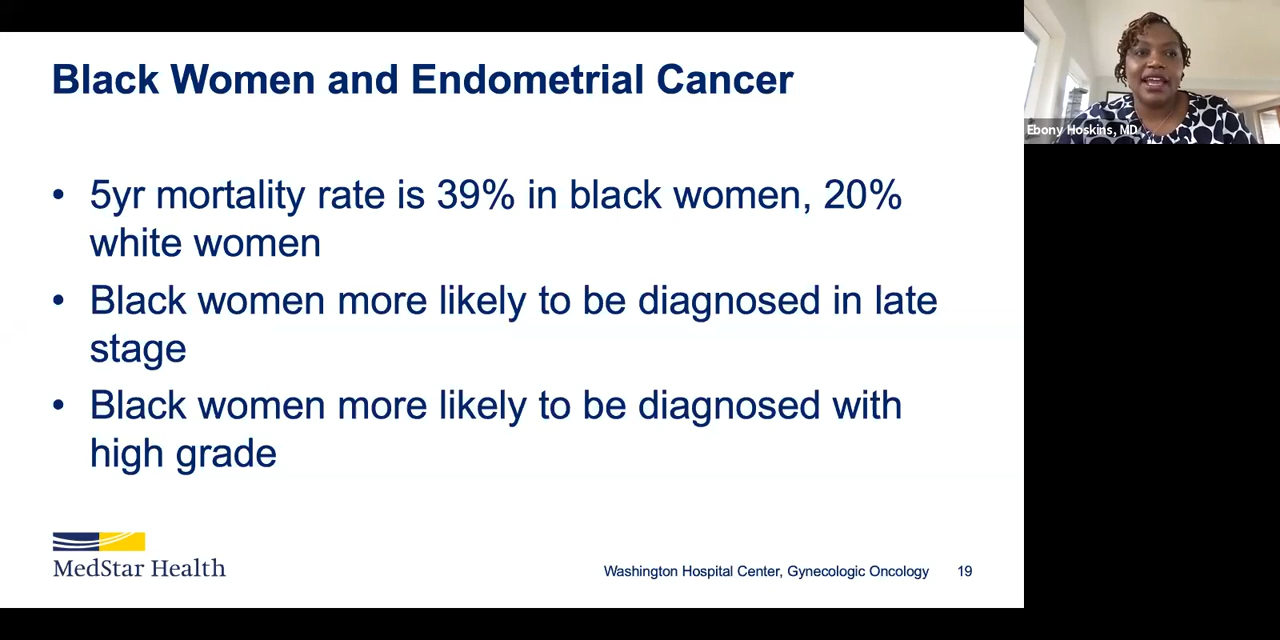 Black Women and Endometrial Cancer
• 5yr mortality rate is 39% in black women, 20%
white women
• Black women more likely to be diagnosed in late
stage
• Black women more likely to be diagnosed with
high grade
MedStar Health
Washington Hospital Center, Gynecologic Oncology 19
Ebony Hoskins, MD